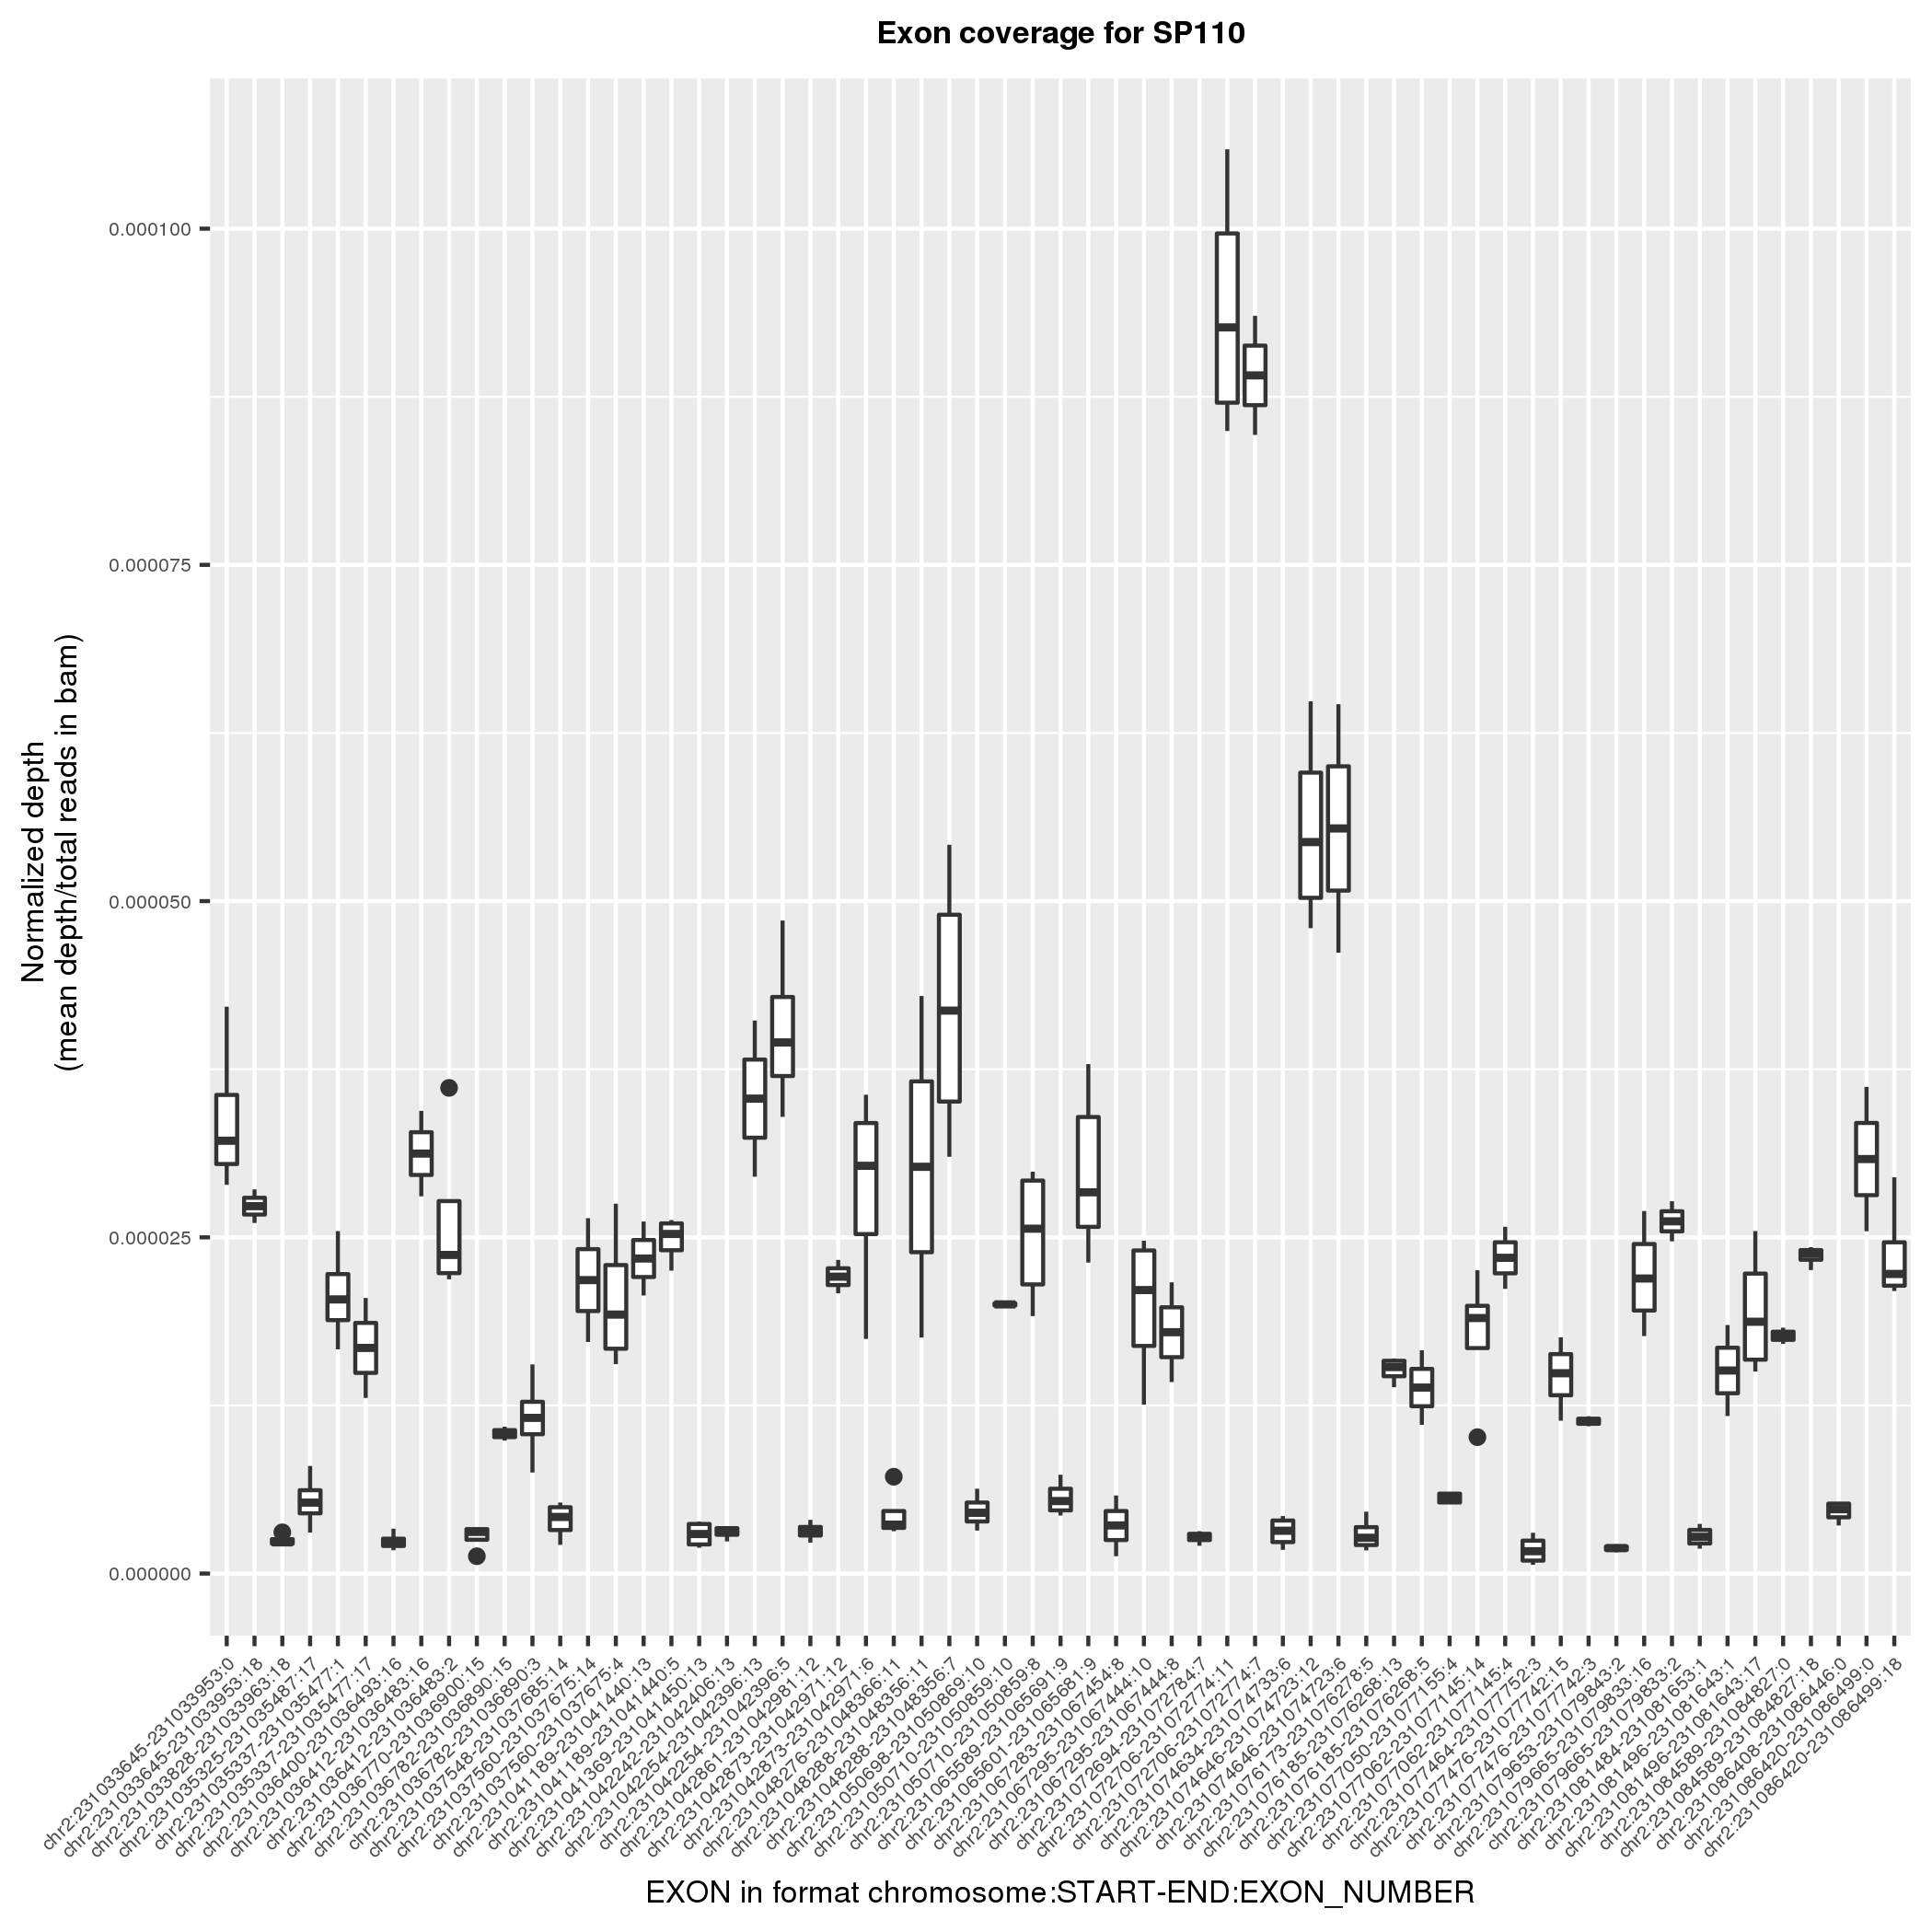 Exon coverage for SP110
Normalized depth
(mean depth/total reads in bam)
0.000100
0.000075
0.000050
0.000025
0.000000
chr2:231033645-231033953:0
chr2:231033645-231033953:18
chr2:231033828-231033963:18
chr2:231035325-231035487:17
chr2:231035337-231035477:1
chr2:231035337-231035477:17
chr2:231036400-231036493:16
chr2:231036412-231036483:16
chr2:231036412-231036483:2
chr2:231036770-231036900:15
chr2:231036782-231036890:15
chr2:231036782-231036890:3
chr2:231037548-231037685:14
chr2:231037560-231037675:14
chr2:231037560-231037675:4
chr2:231041189-231041440:13
chr2:231041189-231041440:5
chr2:231041369-231041450:13
chr2:231042242-231042406:13
chr2:231042254-231042396:13
chr2:231042254-231042396:5
chr2:231042861-231042981:12
chr2:231042873-231042971:12
chr2:231042873-231042971:6
chr2:231048276-231048366:11
chr2:231048288-231048356:11
chr2:231048288-231048356:7
chr2:231050698-231050869:10
chr2:231050710-231050859:10
chr2:231050710-231050859:8
chr2:231065589-231065691:9
chr2:231065601-231065681:9
chr2:231067283-231067454:8
chr2:231067295-231067444:10
chr2:231067295-231067444:8
chr2:231072694-231072784:7
chr2:231072706-231072774:11
chr2:231072706-231072774:7
chr2:231074634-231074733:6
chr2:231074646-231074723:12
chr2:231074646-231074723:6
chr2:231076173-231076278:5
chr2:231076185-231076268:13
chr2:231076185-231076268:5
chr2:231077050-231077155:4
chr2:231077062-231077145:14
chr2:231077062-231077145:4
chr2:231077464-231077752:3
chr2:231077476-231077742:15
chr2:231077476-231077742:3
chr2:231079653-231079843:2
chr2:231079665-231079833:16
chr2:231079665-231079833:2
chr2:231081484-231081653:1
chr2:231081496-231081643:1
chr2:231081496-231081643:17
chr2:231084589-231084827:0
chr2:231084589-231084827:18
chr2:231086408-231086446:0
chr2:231086420-231086499:0
chr2:231086420-231086499:18
EXON in format chromosome:START-END:EXON_NUMBER